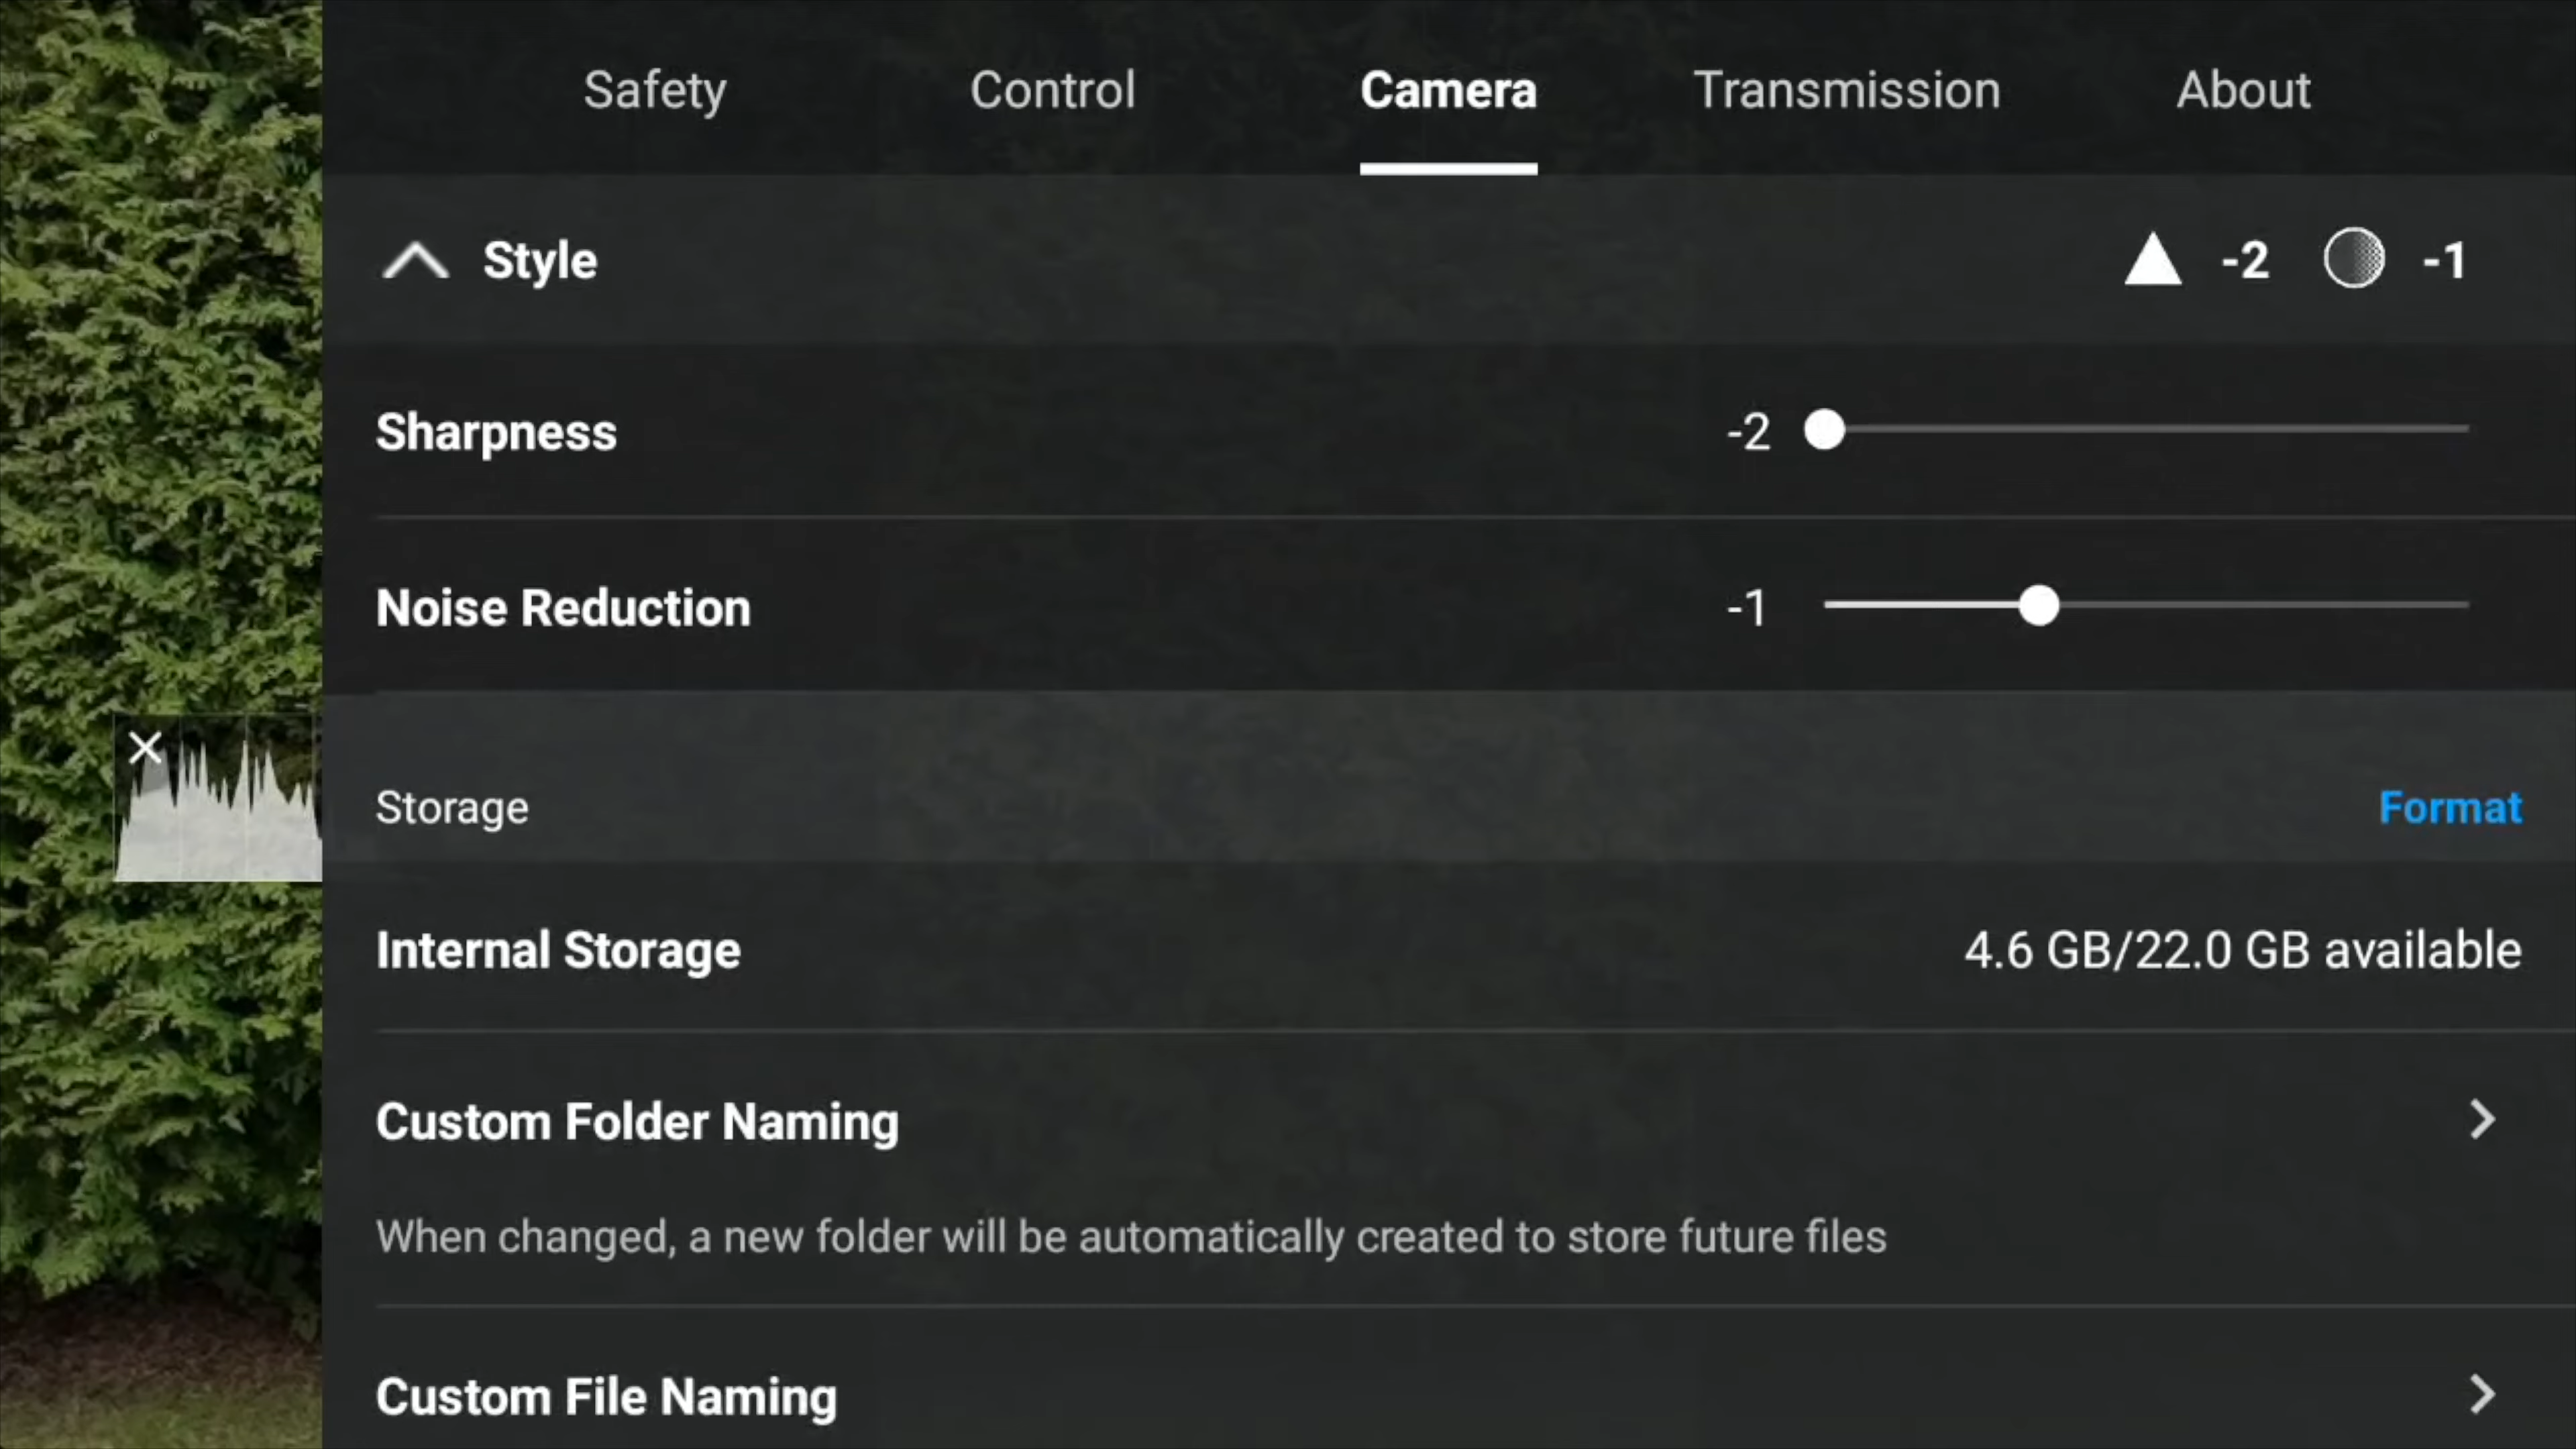 Safety Control Camera Transmission About
Style -2 -1
Sharpness -2
Noise Reduction -1
Storage Format
Internal Storage 4.6 GB/22.0 GB available
Custom Folder Naming
When changed, a new folder will be automatically created to store future files
Custom File Naming